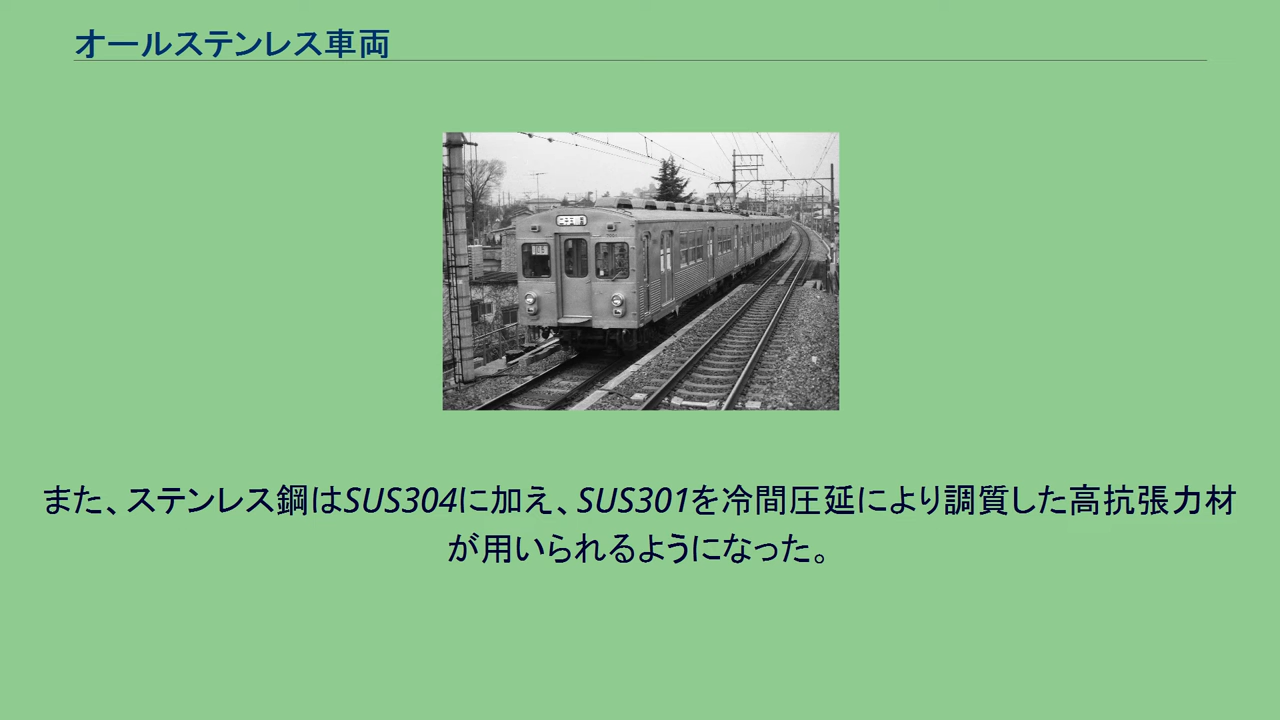 オールステンレス車両
また、ステンレス鋼はSUS304に加え、SUS301を冷間圧延により調質した高抗張力材
が用いられるようになった。